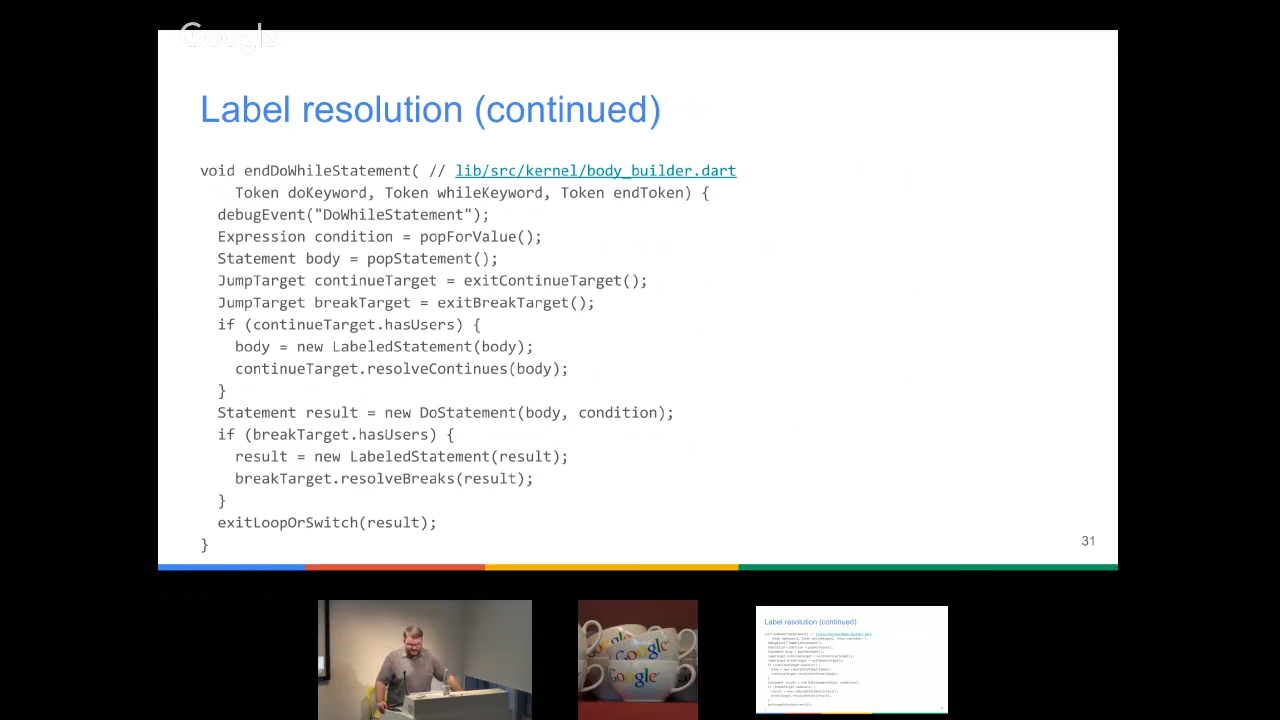 Google
Label resolution (continued)
void endDoWhileStatement( // lib/src/kernel/body_builder.dart
Token doKeyword, Token whileKeyword, Token endToken) {
debugEvent("DoWhileStatement");
Expression condition = popForValue();
Statement body = popStatement();
JumpTarget continueTarget = exitContinueTarget();
JumpTarget breakTarget = exitBreakTarget();
if (continueTarget.hasUsers) {
body = new LabeledStatement(body);
continueTarget.resolveContinues(body);
}
Statement result = new DoStatement(body, condition);
if (breakTarget.hasUsers) {
result = new LabeledStatement(result);
breakTarget.resolveBreaks(result);
}
exitLoopOrSwitch(result);
}
31
Google
Google
Label resolution (continued)